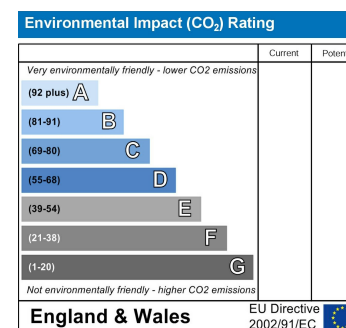 Environmental Impact (CO₂) Rating
Current Poten
Very environmentally friendly - lower CO2 emissions
(92 plus) A
(81-91) B
(69-80) C
(55-68) D
(39-54) E
(21-38) F
(1-20) G
Not environmentally friendly - higher CO2 emissions
England & Wales
EU Directive
2002/91/EC